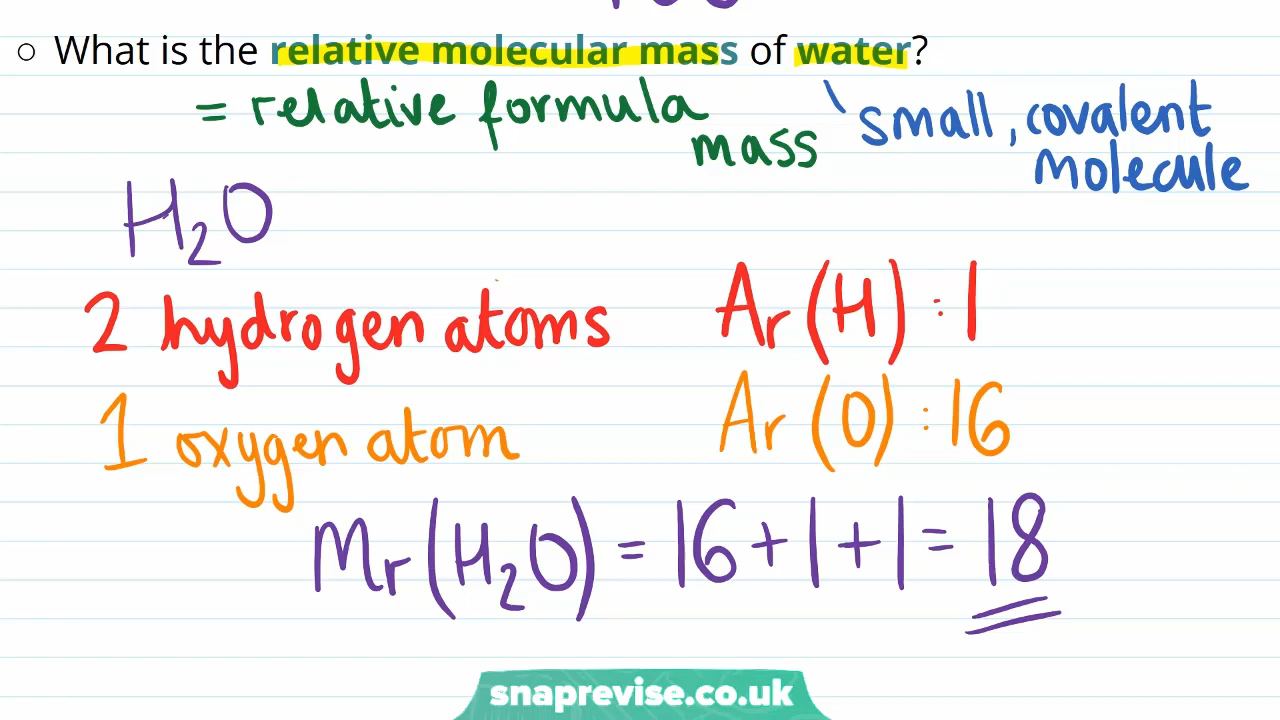 ○ What is the relative molecular mass of water?
= relative formula mass
small, covalent molecule
H₂O
2 hydrogen atoms Ar(H): 1
1 oxygen atom Ar(O): 16
Mr(H₂O) = 16 + 1 + 1 = 18
snaprevise.co.uk